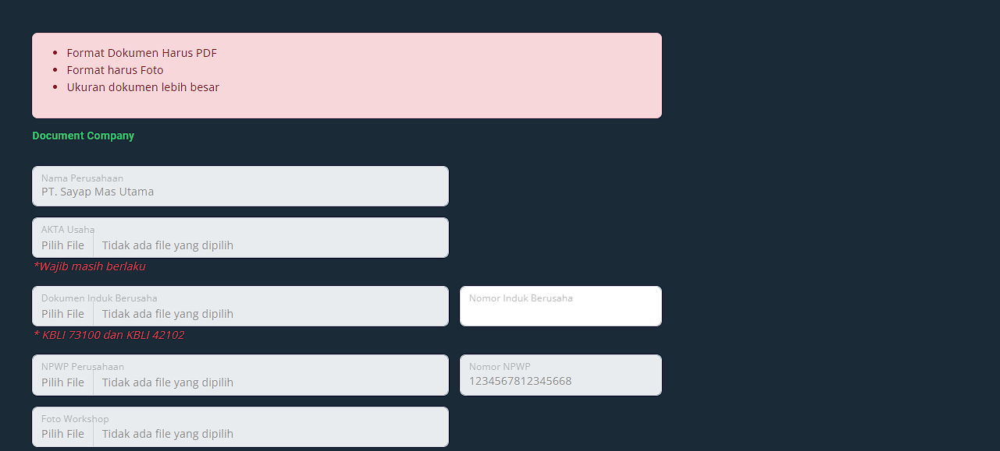 Format Dokumen Harus PDF
Format harus Foto
Ukuran dokumen lebih besar
Document Company
Nama Perusahaan
PT. Sayap Mas Utama
AKTA Usaha
Pilih File Tidak ada file yang dipilih
*Wajib masih berlaku
Dokumen Induk Berusaha
Pilih File Tidak ada file yang dipilih
Nomor Induk Berusaha
* KBLI 73100 dan KBLI 42102
NPWP Perusahaan
Pilih File Tidak ada file yang dipilih
Nomor NPWP
1234567812345668
Foto Workshop
Pilih File Tidak ada file yang dipilih